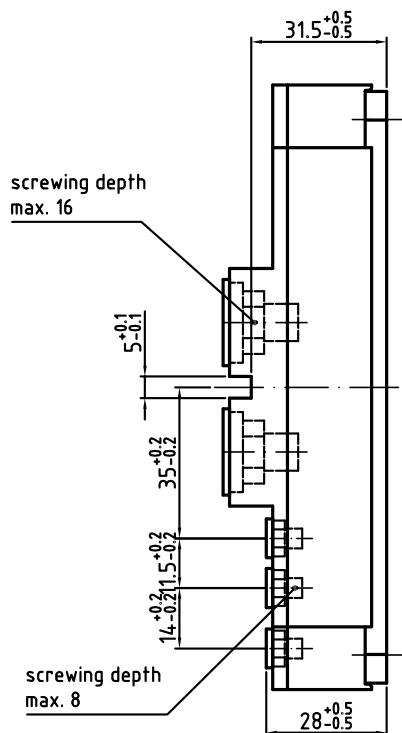 31.5+0.5-0.5
screwing depth
max. 16
5+0.1-0.1
35+0.2-0.2
11.5+0.2-0.2
14+0.2-0.2
screwing depth
max. 8
28+0.5-0.5